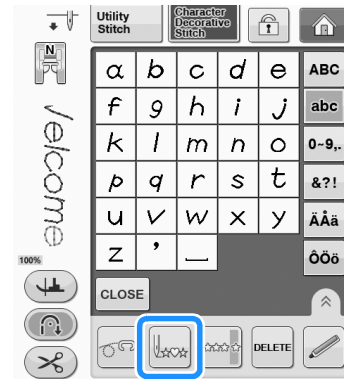 Utility Stitch
Character Decorative Stitch
N
a b c d e ABC
f g h i j abc
k l m n o 0~9,.
p q r s t &?!
u v w x y ÄÅä
z ’ _ ÔÖö
Welcome
100%
CLOSE
DELETE